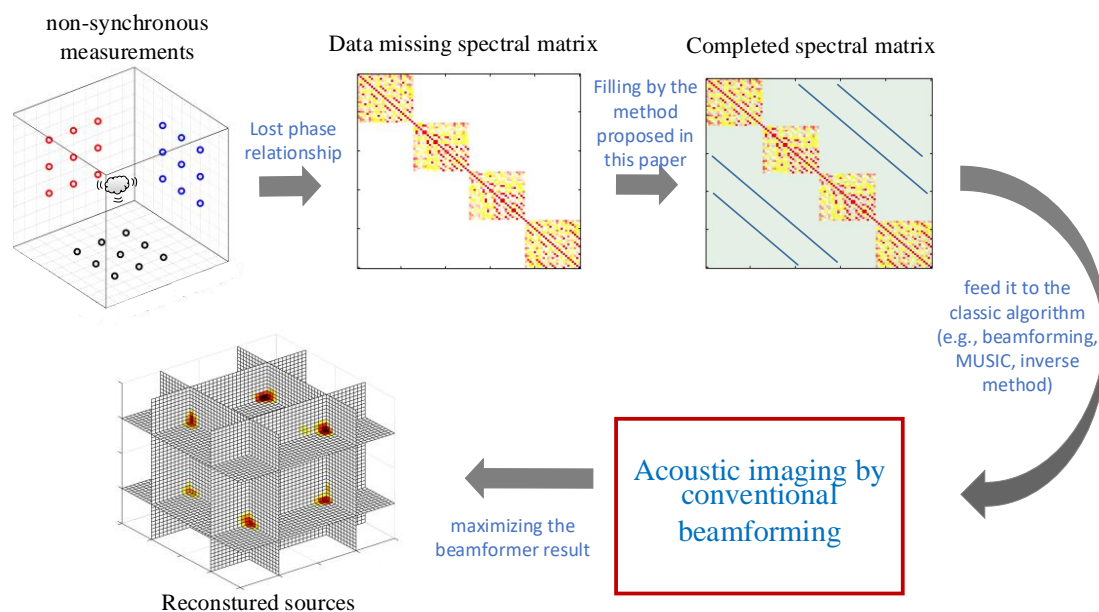 non-synchronous
measurements
Lost phase
relationship
Data missing spectral matrix
Filling by the
method
proposed in
this paper
Completed spectral matrix
feed it to the
classic algorithm
(e.g., beamforming,
MUSIC, inverse
method)
Acoustic imaging by
conventional
beamforming
maximizing the
beamformer result
Reconstured sources